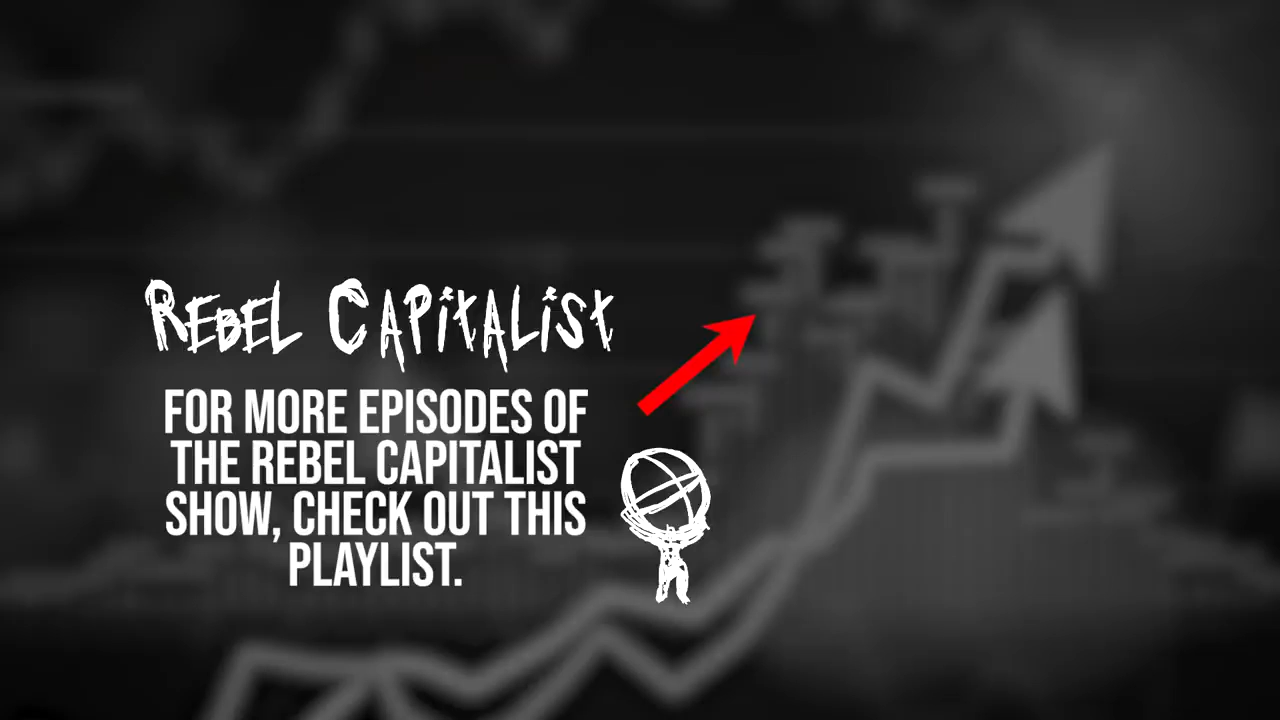 REBEL CAPITALIST
FOR MORE EPISODES OF
THE REBEL CAPITALIST
SHOW, CHECK OUT THIS
PLAYLIST.